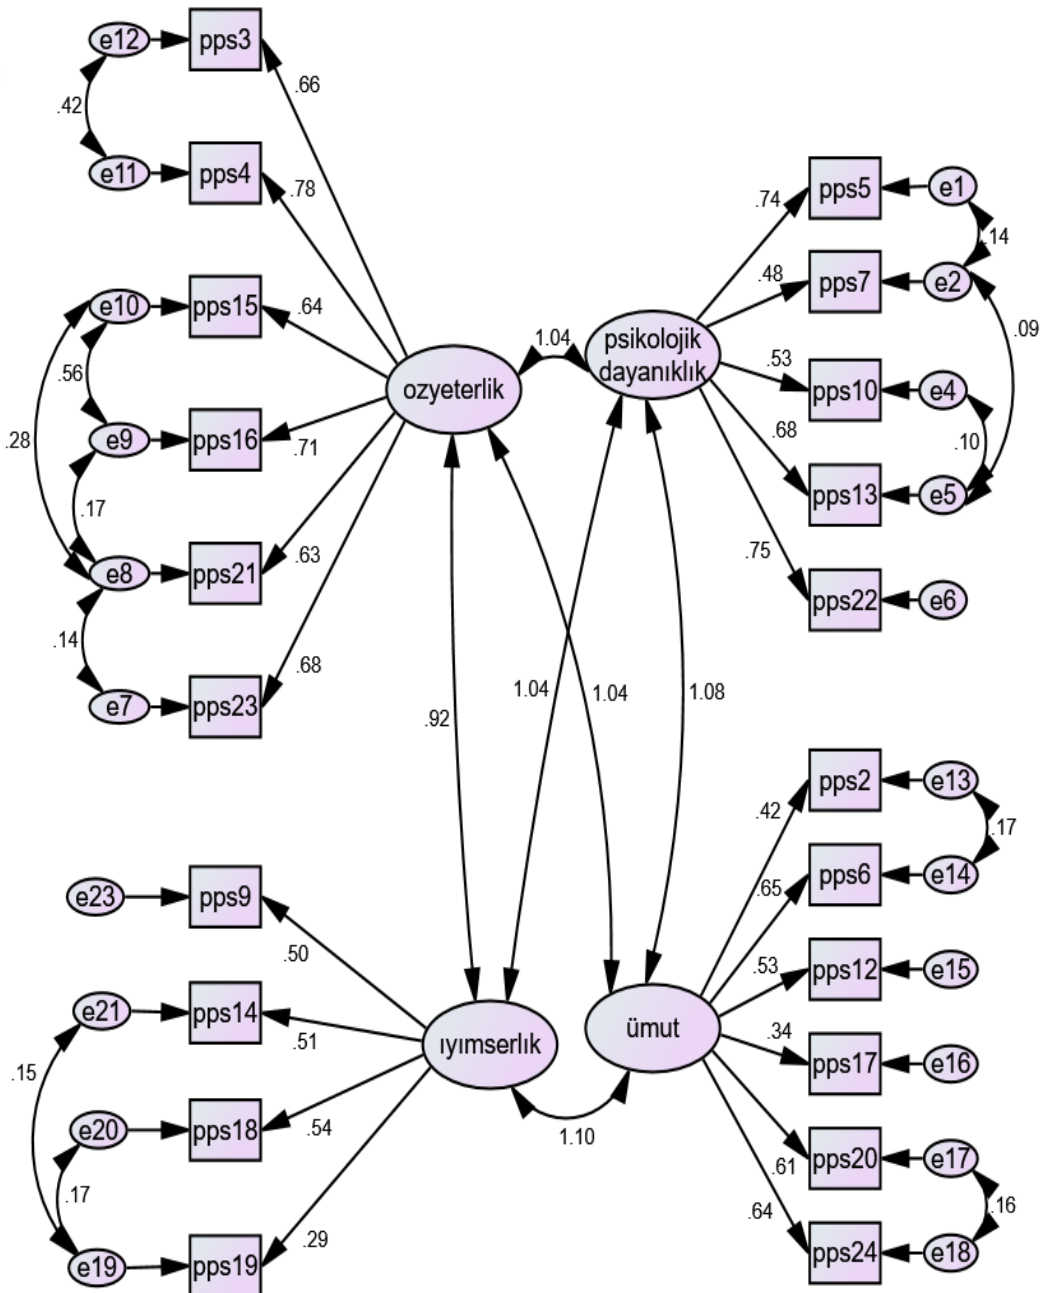 e12
pps3
.66
.42
e11
pps4
.78
e10
pps15
.64
.56
.28
e9
pps16
.71
.17
e8
pps21
.63
.14
e7
pps23
.68
ozyeterlik
1.04
psikolojik
dayanıklık
.74
pps5
e1
.14
.48
pps7
e2
.09
.53
pps10
e4
.10
.68
pps13
e5
.75
pps22
e6
.92
1.04
1.04
1.08
e23
pps9
.50
e21
pps14
.51
.15
e20
pps18
.54
.17
e19
pps19
.29
ıyımserlık
1.10
ümut
.42
pps2
e13
.17
.65
pps6
e14
.53
pps12
e15
.34
pps17
e16
.61
pps20
e17
.16
.64
pps24
e18